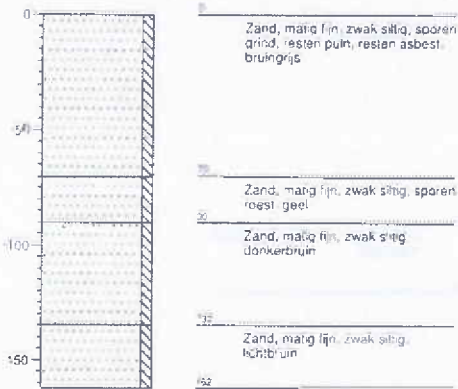 0
Zand, matig fijn, zwak siltig, sporen
grind, resten puin, resten asbest,
bruingrijs
50
70
Zand, matig fijn, zwak siltig, sporen
roest, geel
90
100
Zand, matig fijn, zwak siltig,
donkerbruin
Zand, matig fijn, zwak siltig,
lichtbruin
150
162